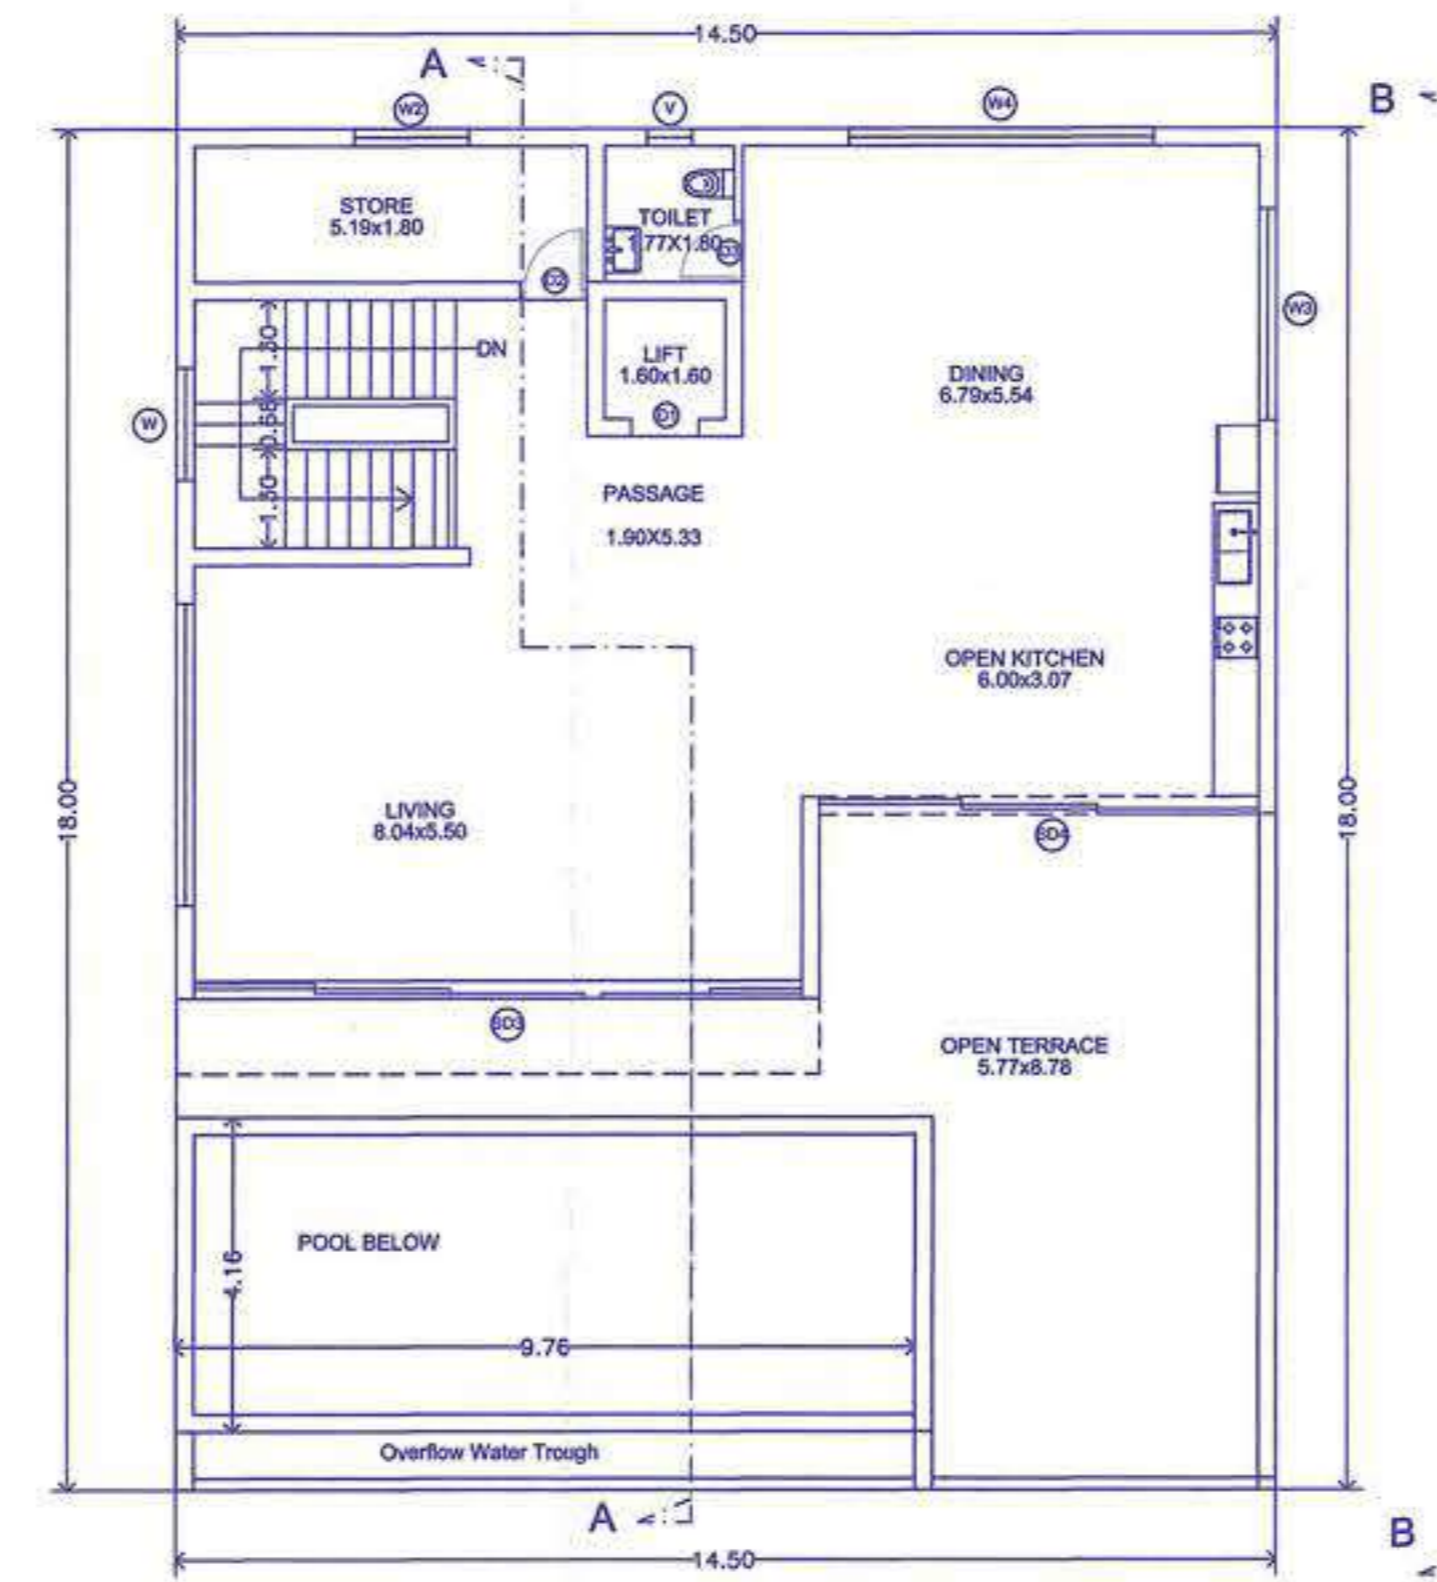 14.50
A
B
W2
V
W4
STORE
5.19x1.80
TOILET
1.77X1.80
D3
D2
W3
1.30
DN
LIFT
1.60x1.60
DINING
6.79x5.54
D1
W
0.68
1.30
PASSAGE
1.90X5.33
OPEN KITCHEN
6.00x3.07
18.00
18.00
LIVING
8.04x5.50
SD4
SD3
OPEN TERRACE
5.77x8.78
POOL BELOW
4.16
9.76
Overflow Water Trough
A
B
14.50